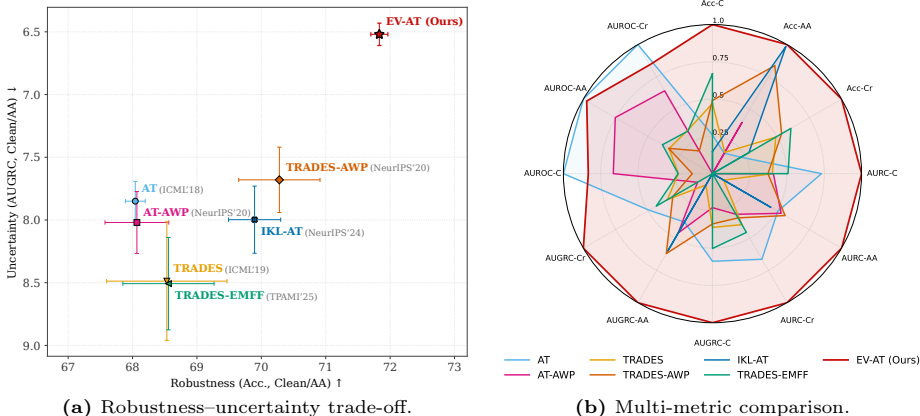 EV-AT (Ours)
TRADES-AWP (NeurIPS'20)
AT (ICML'18)
AT-AWP (NeurIPS'20)
IKL-AT
(NeurIPS'24)
TRADES (ICML'19)
TRADES-EMFF (TPAMI'25)
6.5
7.0
7.5
8.0
8.5
9.0
Uncertainty (AUGRC, Clean/AA) ↓
67
68
69
70
71
72
73
Robustness (Acc., Clean/AA) ↑
(a) Robustness–uncertainty trade-off.
Acc-C
Acc-AA
Acc-Cr
AURC-C
AURC-AA
AURC-Cr
AUGRC-C
AUGRC-AA
AUGRC-Cr
AUROC-C
AUROC-AA
AUROC-Cr
1.0
0.75
0.5
0.25
AT
AT-AWP
TRADES
TRADES-AWP
IKL-AT
TRADES-EMFF
EV-AT (Ours)
(b) Multi-metric comparison.